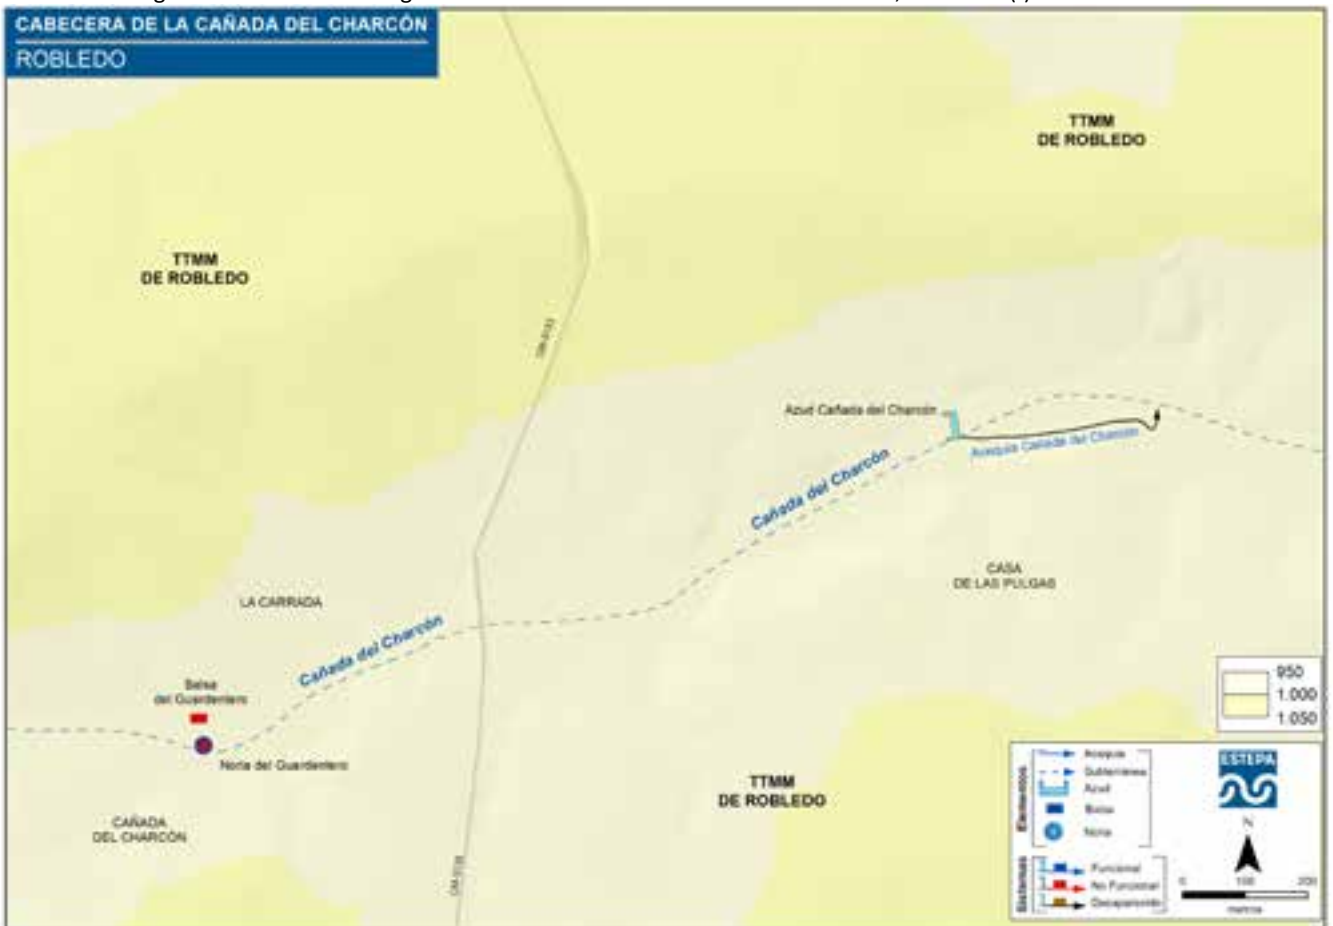 CABECERA DE LA CAÑADA DEL CHARCÓN
ROBLEDO
TTMM
DE ROBLEDO
TTMM
DE ROBLEDO
Azud Cañada del Charcón
Acequia Cañada del Charcón
Cañada del Charcón
CASA
DE LAS PULGAS
LA CARRADA
Cañada del Charcón
Balsa
del Guardentero
Noria del Guardentero
CAÑADA
DEL CHARCÓN
TTMM
DE ROBLEDO
950
1.000
1.050
Elementos
Acequia
Subterránea
Azud
Balsa
Noria
Sistemas
Funcional
No Funcional
Desaparecido
ESTEPA
N
0 100 200
metros